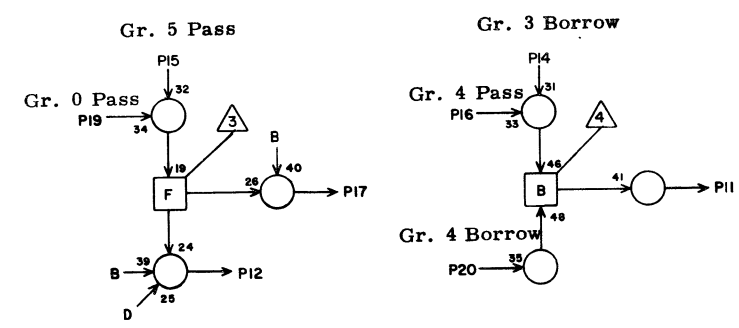 Gr. 5 Pass
Gr. 3 Borrow
P15
P14
32
31
Gr. 0 Pass
Gr. 4 Pass
P19
34
3
P16
33
4
B
19
40
46
F
26
P17
B
41
P11
48
24
Gr. 4 Borrow
B
39
P12
P20
35
25
D